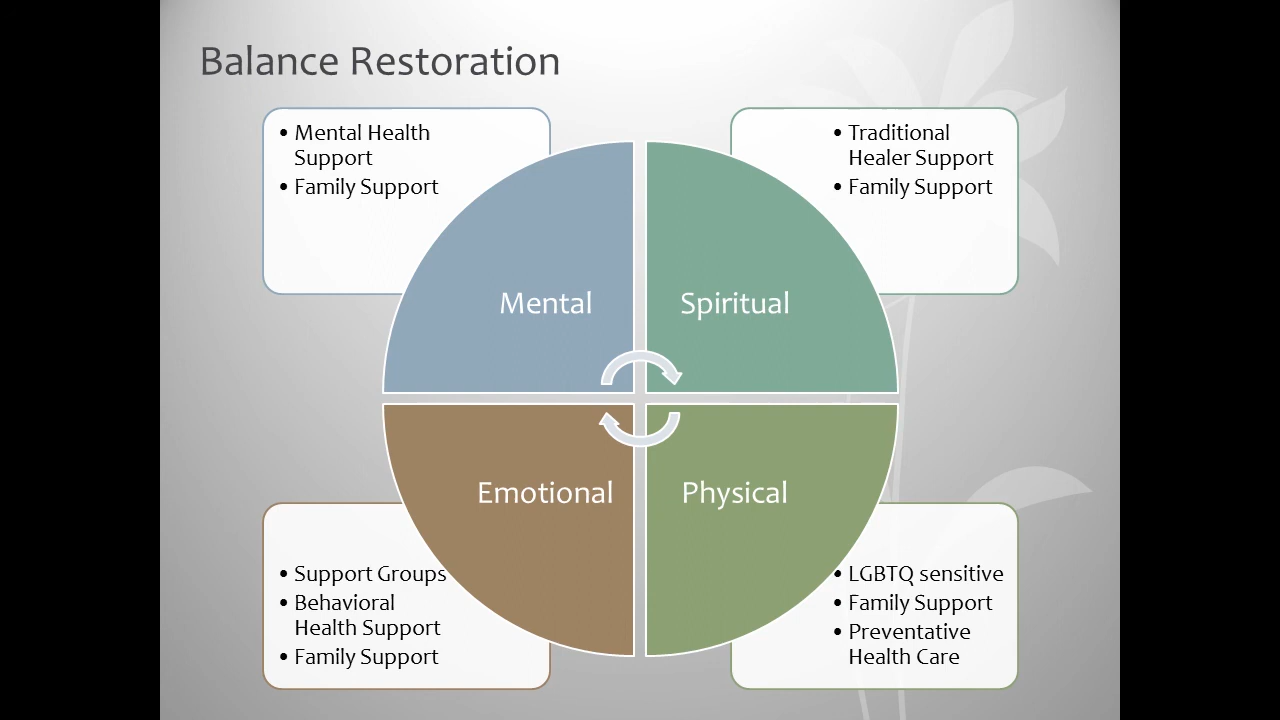 Balance Restoration
• Mental Health
Support
• Family Support
• Traditional
Healer Support
• Family Support
Mental
Spiritual
Emotional
Physical
• Support Groups
• Behavioral
Health Support
• Family Support
• LGBTQ sensitive
• Family Support
• Preventative
Health Care